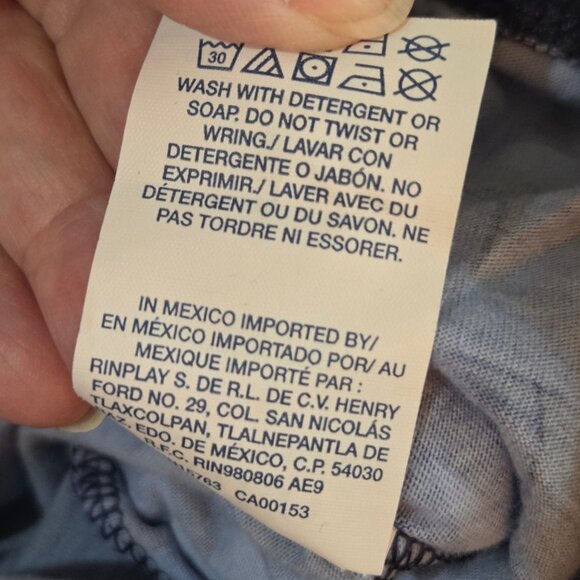 30
WASH WITH DETERGENT OR
SOAP. DO NOT TWIST OR
WRING./ LAVAR CON
DETERGENTE O JABÓN. NO
EXPRIMIR./ LAVER AVEC DU
DÉTERGENT OU DU SAVON. NE
PAS TORDRE NI ESSORER.
IN MEXICO IMPORTED BY/
EN MÉXICO IMPORTADO POR/ AU
MEXIQUE IMPORTÉ PAR :
RINPLAY S. DE R.L. DE C.V. HENRY
FORD NO. 29, COL. SAN NICOLÁS
TLAXCOLPAN, TLALNEPANTLA DE
EDO. DE MÉXICO, C.P. 54030
R.F.C. RIN980806 AE9
CA00153